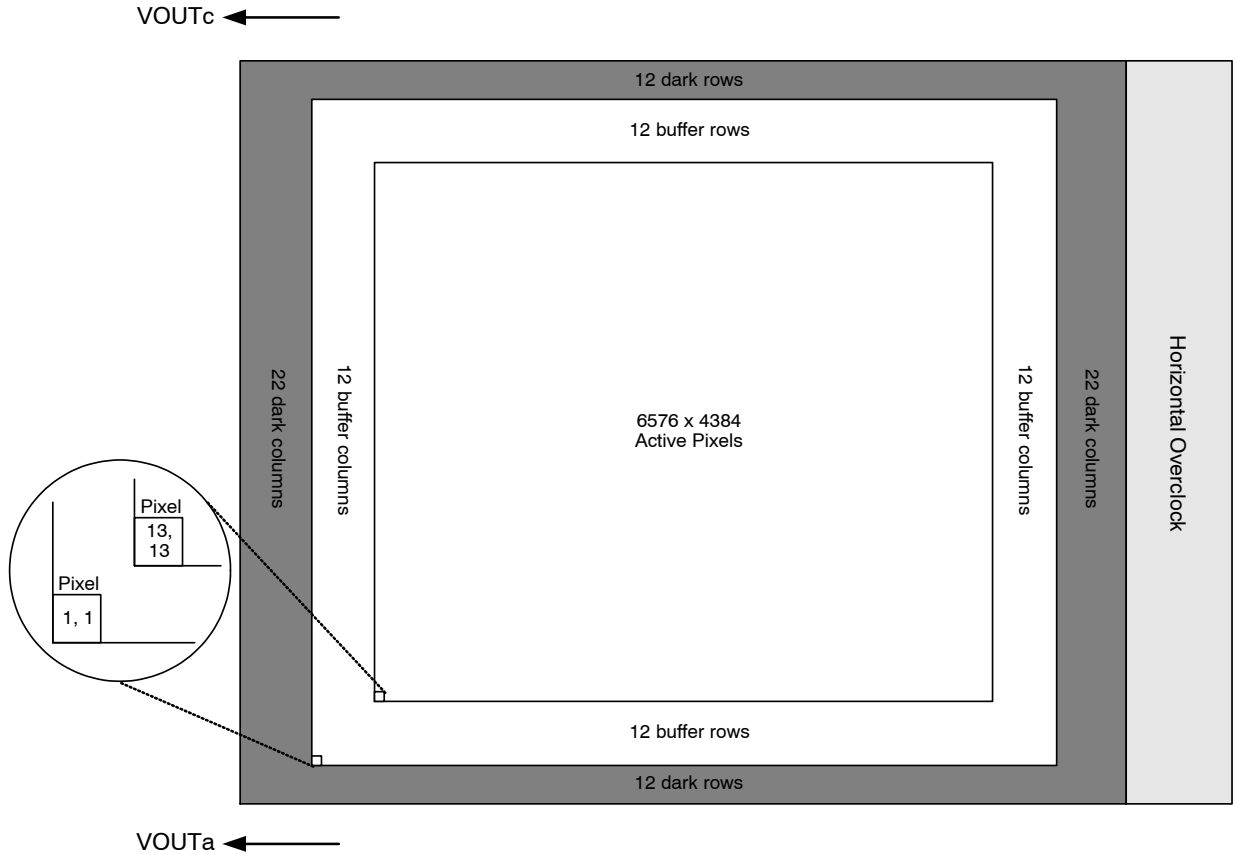 VOUTc
12 dark rows
12 buffer rows
22 dark columns
12 buffer columns
6576 x 4384
Active Pixels
12 buffer columns
22 dark columns
Horizontal Overclock
Pixel
13,
13
Pixel
1, 1
12 buffer rows
12 dark rows
VOUTa